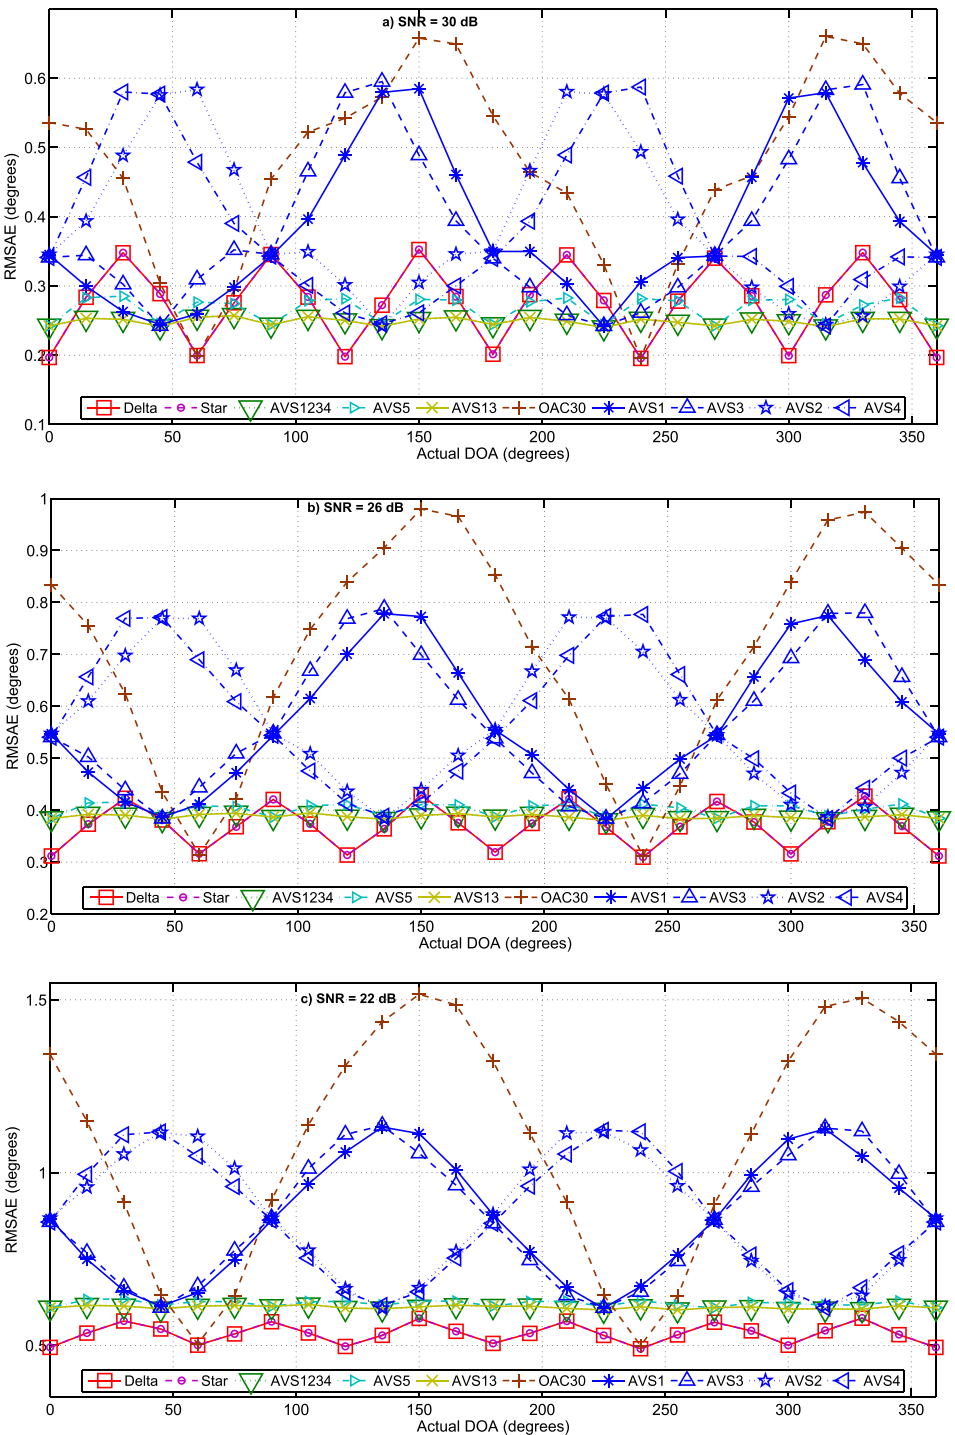 a) SNR = 30 dB
0.6
0.5
0.4
0.3
0.2
0.1
RMSAE (degrees)
Delta Star AVS1234 AVS5 AVS13 OAC30 AVS1 AVS3 AVS2 AVS4
0 50 100 150 200 250 300 350
Actual DOA (degrees)
b) SNR = 26 dB
1
0.9
0.8
0.7
0.6
0.5
0.4
0.3
0.2
RMSAE (degrees)
Delta Star AVS1234 AVS5 AVS13 OAC30 AVS1 AVS3 AVS2 AVS4
0 50 100 150 200 250 300 350
Actual DOA (degrees)
c) SNR = 22 dB
1.5
1
0.5
RMSAE (degrees)
Delta Star AVS1234 AVS5 AVS13 OAC30 AVS1 AVS3 AVS2 AVS4
0 50 100 150 200 250 300 350
Actual DOA (degrees)